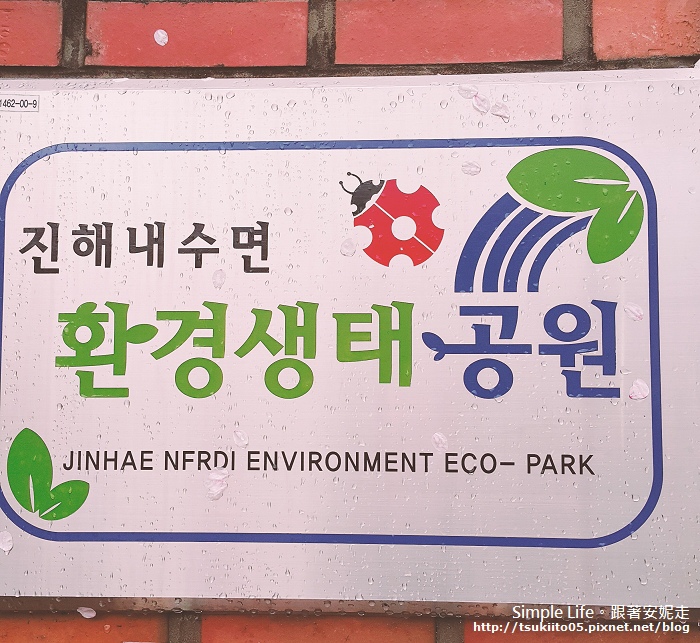 1462-00-9
진해내수면
환경생태공원
JINHAE NFRDI ENVIRONMENT ECO- PARK
Simple Life。跟著安妮走
http://tsukiito05.pixnet.net/blog